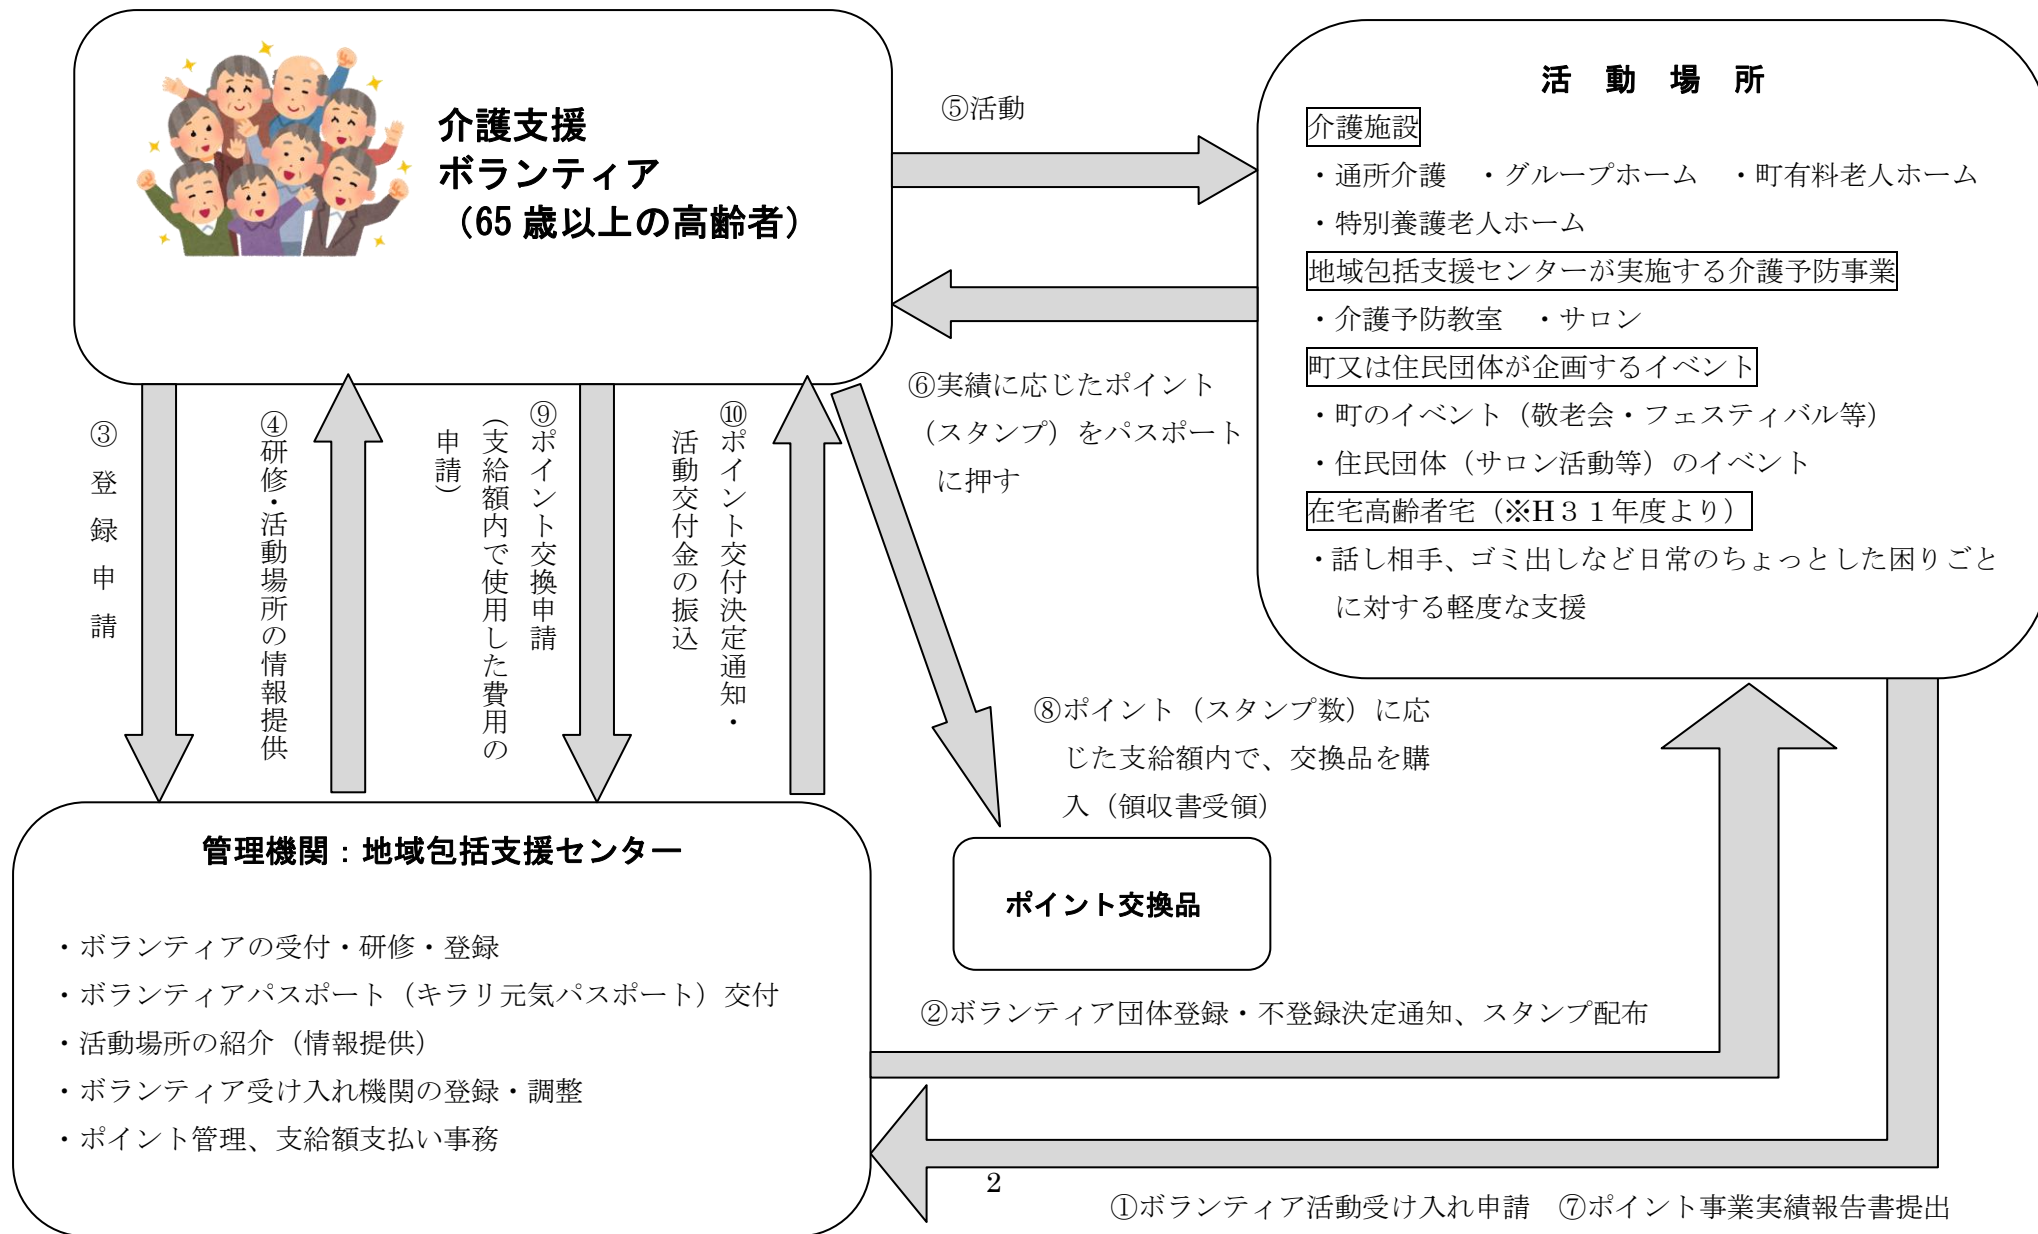 介護支援
ボランティア
（65 歳以上の高齢者）
⑤活動
活　動　場　所
介護施設
・通所介護　・グループホーム　・町有料老人ホーム
・特別養護老人ホーム
地域包括支援センターが実施する介護予防事業
・介護予防教室　・サロン
町又は住民団体が企画するイベント
・町のイベント（敬老会・フェスティバル等）
・住民団体（サロン活動等）のイベント
在宅高齢者宅（※H３１年度より）
・話し相手、ゴミ出しなど日常のちょっとした困りごと
に対する軽度な支援
⑥実績に応じたポイント
（スタンプ）をパスポート
に押す
③登録申請
④研修・活動場所の情報提供
⑨ポイント交換申請
（支給額内で使用した費用の
申請）
⑩ポイント交付決定通知・
活動交付金の振込
⑧ポイント（スタンプ数）に応
じた支給額内で、交換品を購
入（領収書受領）
ポイント交換品
管理機関：地域包括支援センター
・ボランティアの受付・研修・登録
・ボランティアパスポート（キラリ元気パスポート）交付
・活動場所の紹介（情報提供）
・ボランティア受け入れ機関の登録・調整
・ポイント管理、支給額支払い事務
②ボランティア団体登録・不登録決定通知、スタンプ配布
2
①ボランティア活動受け入れ申請　⑦ポイント事業実績報告書提出